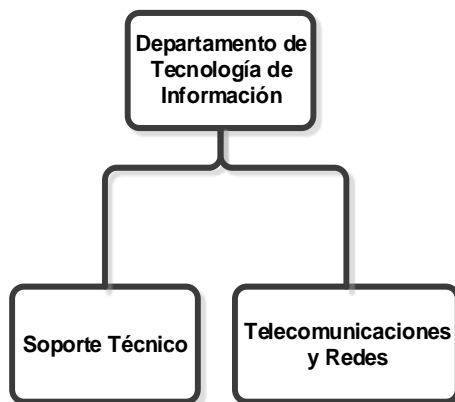 Departamento de
Tecnología de
Información
Soporte Técnico
Telecomunicaciones
y Redes